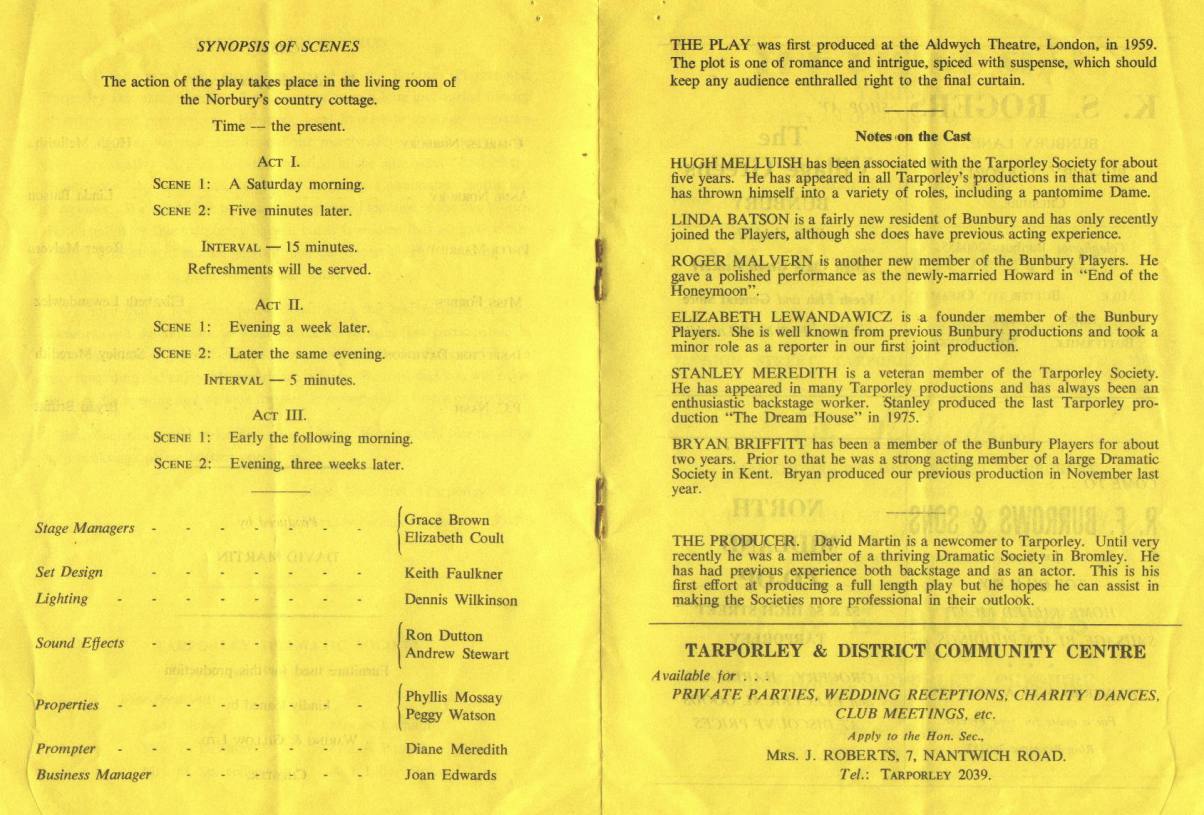 SYNOPSIS OF SCENES
The action of the play takes place in the living room of
the Norbury's country cottage.
Time — the present.
ACT I.
SCENE 1: A Saturday morning.
SCENE 2: Five minutes later.
INTERVAL — 15 minutes.
Refreshments will be served.
ACT II.
SCENE 1: Evening a week later.
SCENE 2: Later the same evening.
INTERVAL — 5 minutes.
ACT III.
SCENE 1: Early the following morning.
SCENE 2: Evening, three weeks later.
Stage Managers - - - - - - - Grace Brown
Elizabeth Coult
Set Design - - - - - - - Keith Faulkner
Lighting - - - - - - - - Dennis Wilkinson
Sound Effects - - - - - - - Ron Dutton
Andrew Stewart
Properties - - - - - - - Phyllis Mossay
Peggy Watson
Prompter - - - - - - - - Diane Meredith
Business Manager - - - - - - Joan Edwards
THE PLAY was first produced at the Aldwych Theatre, London, in 1959.
The plot is one of romance and intrigue, spiced with suspense, which should
keep any audience enthralled right to the final curtain.
Notes on the Cast
HUGH MELLUISH has been associated with the Tarporley Society for about
five years. He has appeared in all Tarporley's productions in that time and
has thrown himself into a variety of roles, including a pantomime Dame.
LINDA BATSON is a fairly new resident of Bunbury and has only recently
joined the Players, although she does have previous acting experience.
ROGER MALVERN is another new member of the Bunbury Players. He
gave a polished performance as the newly-married Howard in "End of the
Honeymoon".
ELIZABETH LEWANDAWICZ is a founder member of the Bunbury
Players. She is well known from previous Bunbury productions and took a
minor role as a reporter in our first joint production.
STANLEY MEREDITH is a veteran member of the Tarporley Society.
He has appeared in many Tarporley productions and has always been an
enthusiastic backstage worker. Stanley produced the last Tarporley pro-
duction "The Dream House" in 1975.
BRYAN BRIFFITT has been a member of the Bunbury Players for about
two years. Prior to that he was a strong acting member of a large Dramatic
Society in Kent. Bryan produced our previous production in November last
year.
THE PRODUCER. David Martin is a newcomer to Tarporley. Until very
recently he was a member of a thriving Dramatic Society in Bromley. He
has had previous experience both backstage and as an actor. This is his
first effort at producing a full length play but he hopes he can assist in
making the Societies more professional in their outlook.
TARPORLEY & DISTRICT COMMUNITY CENTRE
Available for . . .
PRIVATE PARTIES, WEDDING RECEPTIONS, CHARITY DANCES,
CLUB MEETINGS, etc.
Apply to the Hon. Sec.,
MRS. J. ROBERTS, 7, NANTWICH ROAD.
Tel.: TARPORLEY 2039.